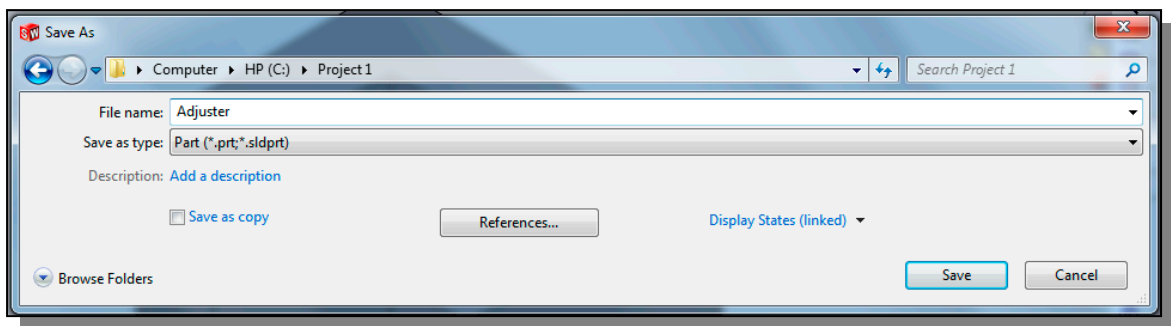 SW Save As
Computer HP (C:) Project 1 Search Project 1
File name: Adjuster
Save as type: Part (*.prt;*.sldprt)
Description: Add a description
Save as copy References... Display States (linked)
Browse Folders Save Cancel